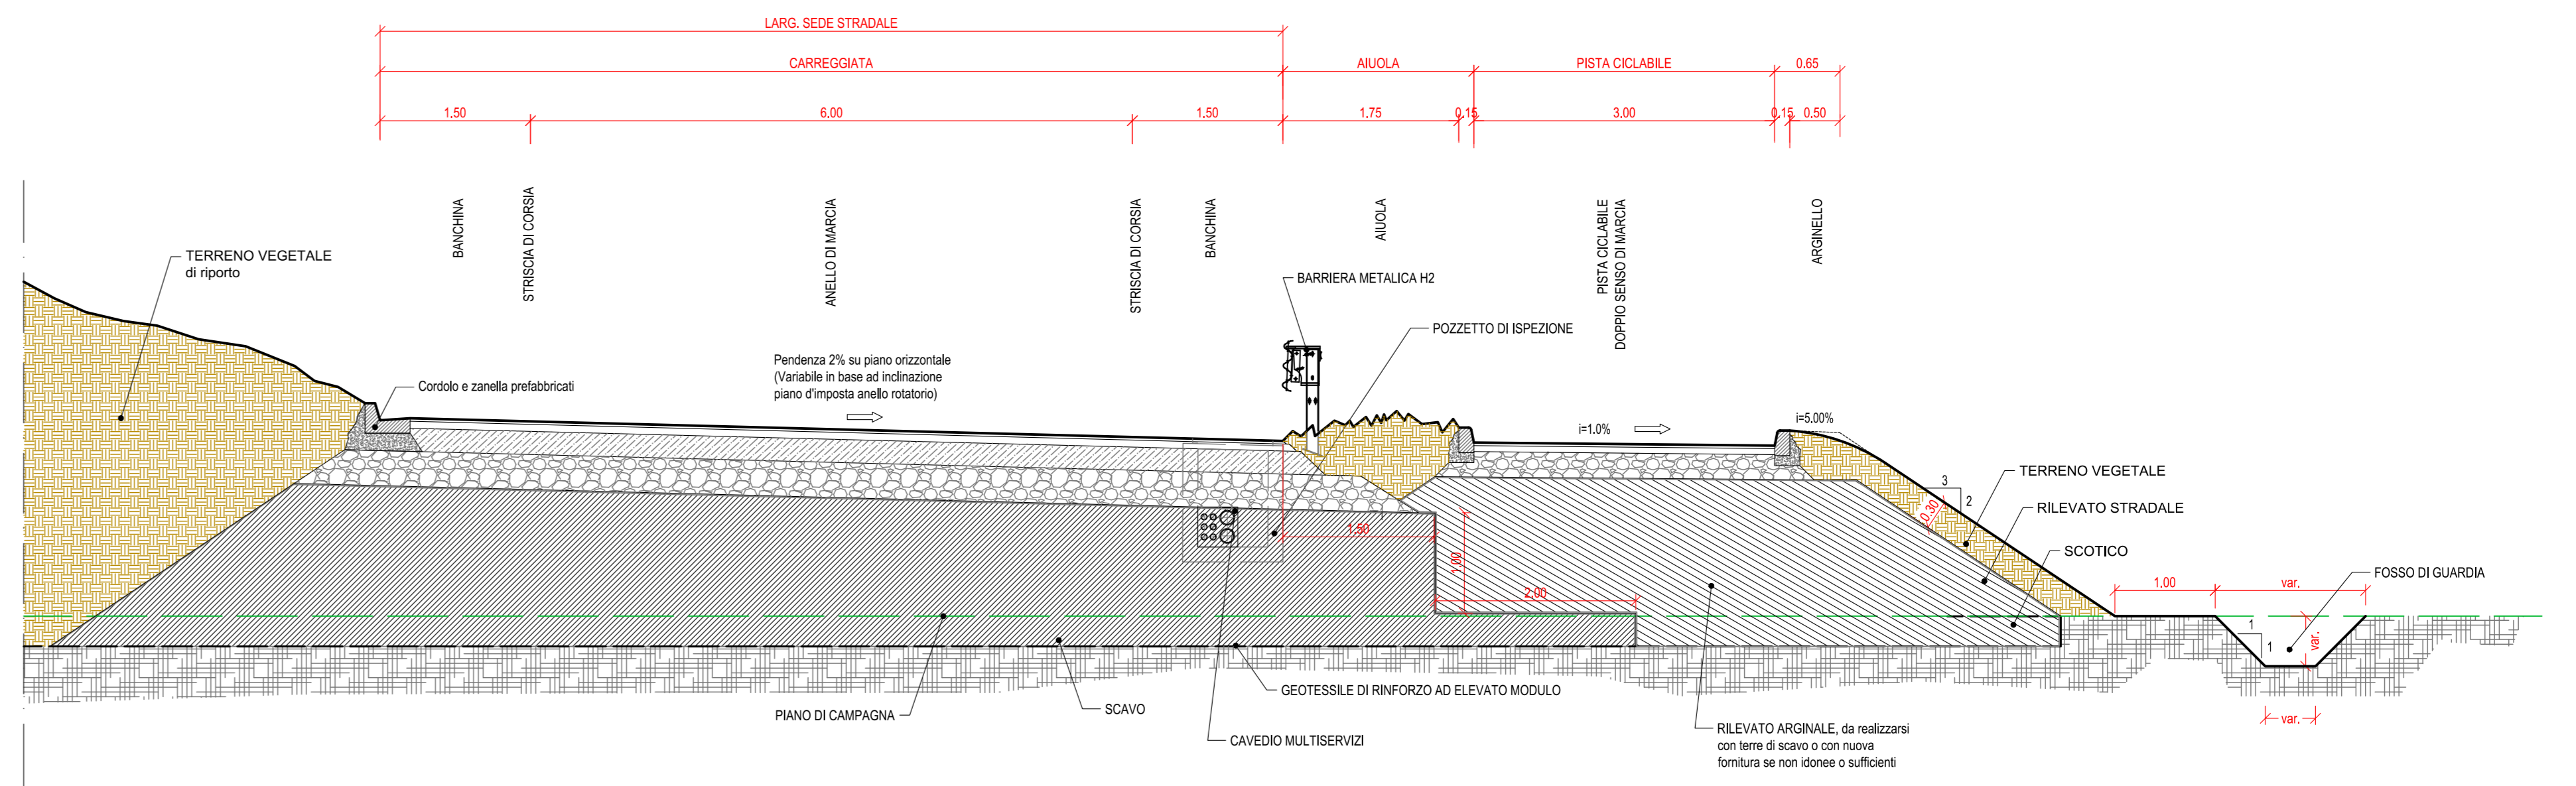 LARG. SEDE STRADALE
CARREGGIATA
AIUOLA
PISTA CICLABILE
0.65
1.50
6.00
1.50
1.75
0.15
3.00
0.15
0.50
BANCHINA
STRISCIA DI CORSIA
ANELLO DI MARCIA
STRISCIA DI CORSIA
BANCHINA
AIUOLA
PISTA CICLABILE
DOPPIO SENSO DI MARCIA
ARGINELLO
TERRENO VEGETALE
di riporto
BARRIERA METALICA H2
POZZETTO DI ISPEZIONE
Cordolo e zanella prefabbricati
Pendenza 2% su piano orizzontale
(Variabile in base ad inclinazione
piano d'imposta anello rotatorio)
i=1.0%
i=5.00%
3
2
0.30
TERRENO VEGETALE
RILEVATO STRADALE
SCOTICO
FOSSO DI GUARDIA
1.50
1.00
2.00
1.00
var.
1
1
var.
var.
GEOTESSILE DI RINFORZO AD ELEVATO MODULO
PIANO DI CAMPAGNA
SCAVO
CAVEDIO MULTISERVIZI
RILEVATO ARGINALE, da realizzarsi
con terre di scavo o con nuova
fornitura se non idonee o sufficienti